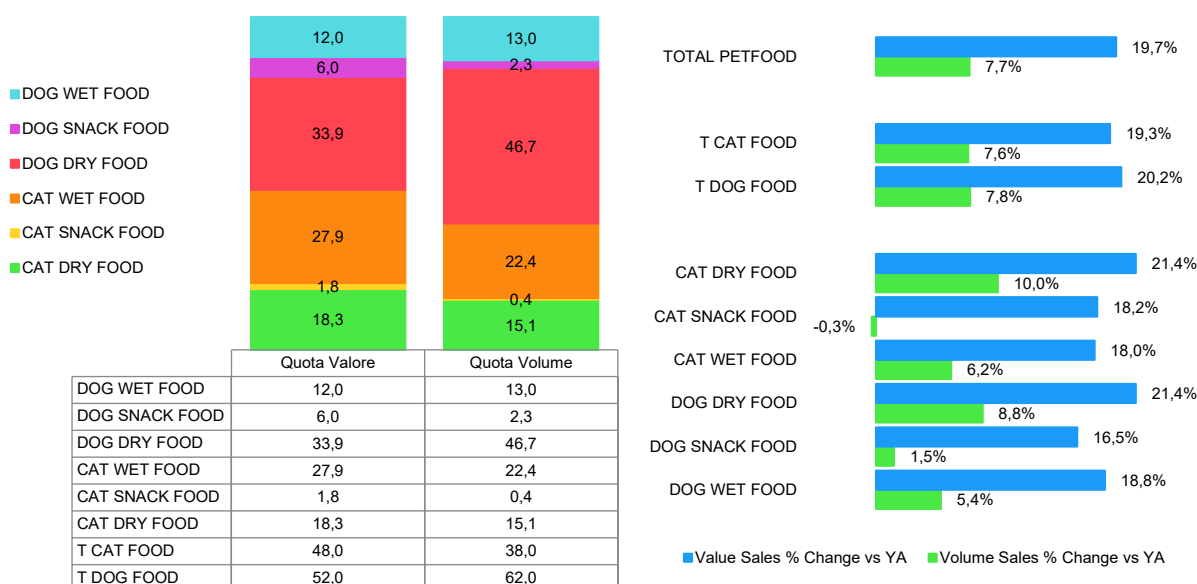 DOG WET FOOD
DOG SNACK FOOD
DOG DRY FOOD
CAT WET FOOD
CAT SNACK FOOD
CAT DRY FOOD
12,0 13,0
6,0 2,3
33,9 46,7
27,9 22,4
1,8 0,4
18,3 15,1
Quota Valore Quota Volume
DOG WET FOOD 12,0 13,0
DOG SNACK FOOD 6,0 2,3
DOG DRY FOOD 33,9 46,7
CAT WET FOOD 27,9 22,4
CAT SNACK FOOD 1,8 0,4
CAT DRY FOOD 18,3 15,1
T CAT FOOD 48,0 38,0
T DOG FOOD 52,0 62,0
TOTAL PETFOOD 19,7%
7,7%
T CAT FOOD 19,3%
7,6%
T DOG FOOD 20,2%
7,8%
CAT DRY FOOD 21,4%
10,0%
CAT SNACK FOOD 18,2%
-0,3%
CAT WET FOOD 18,0%
6,2%
DOG DRY FOOD 21,4%
8,8%
DOG SNACK FOOD 16,5%
1,5%
DOG WET FOOD 18,8%
5,4%
Value Sales % Change vs YA Volume Sales % Change vs YA